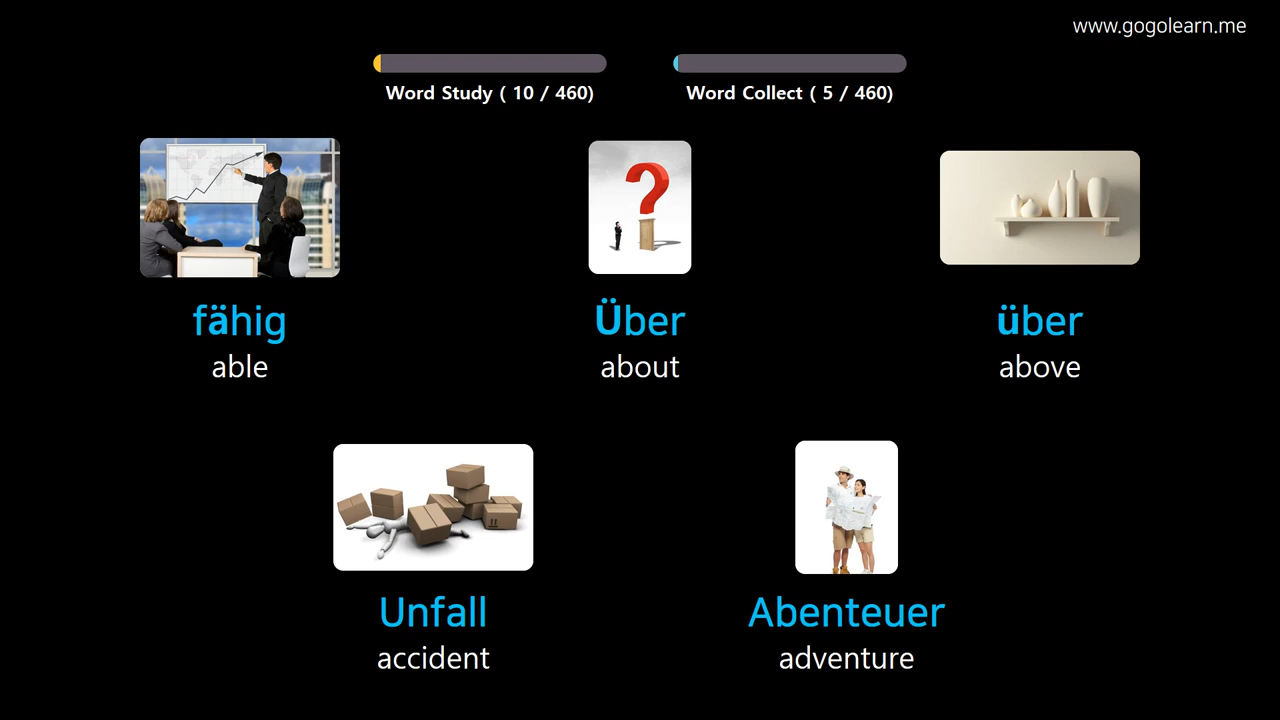 www.gogolearn.me
Word Study ( 10 / 460)
Word Collect ( 5 / 460)
fähig
able
Über
about
über
above
Unfall
accident
Abenteuer
adventure